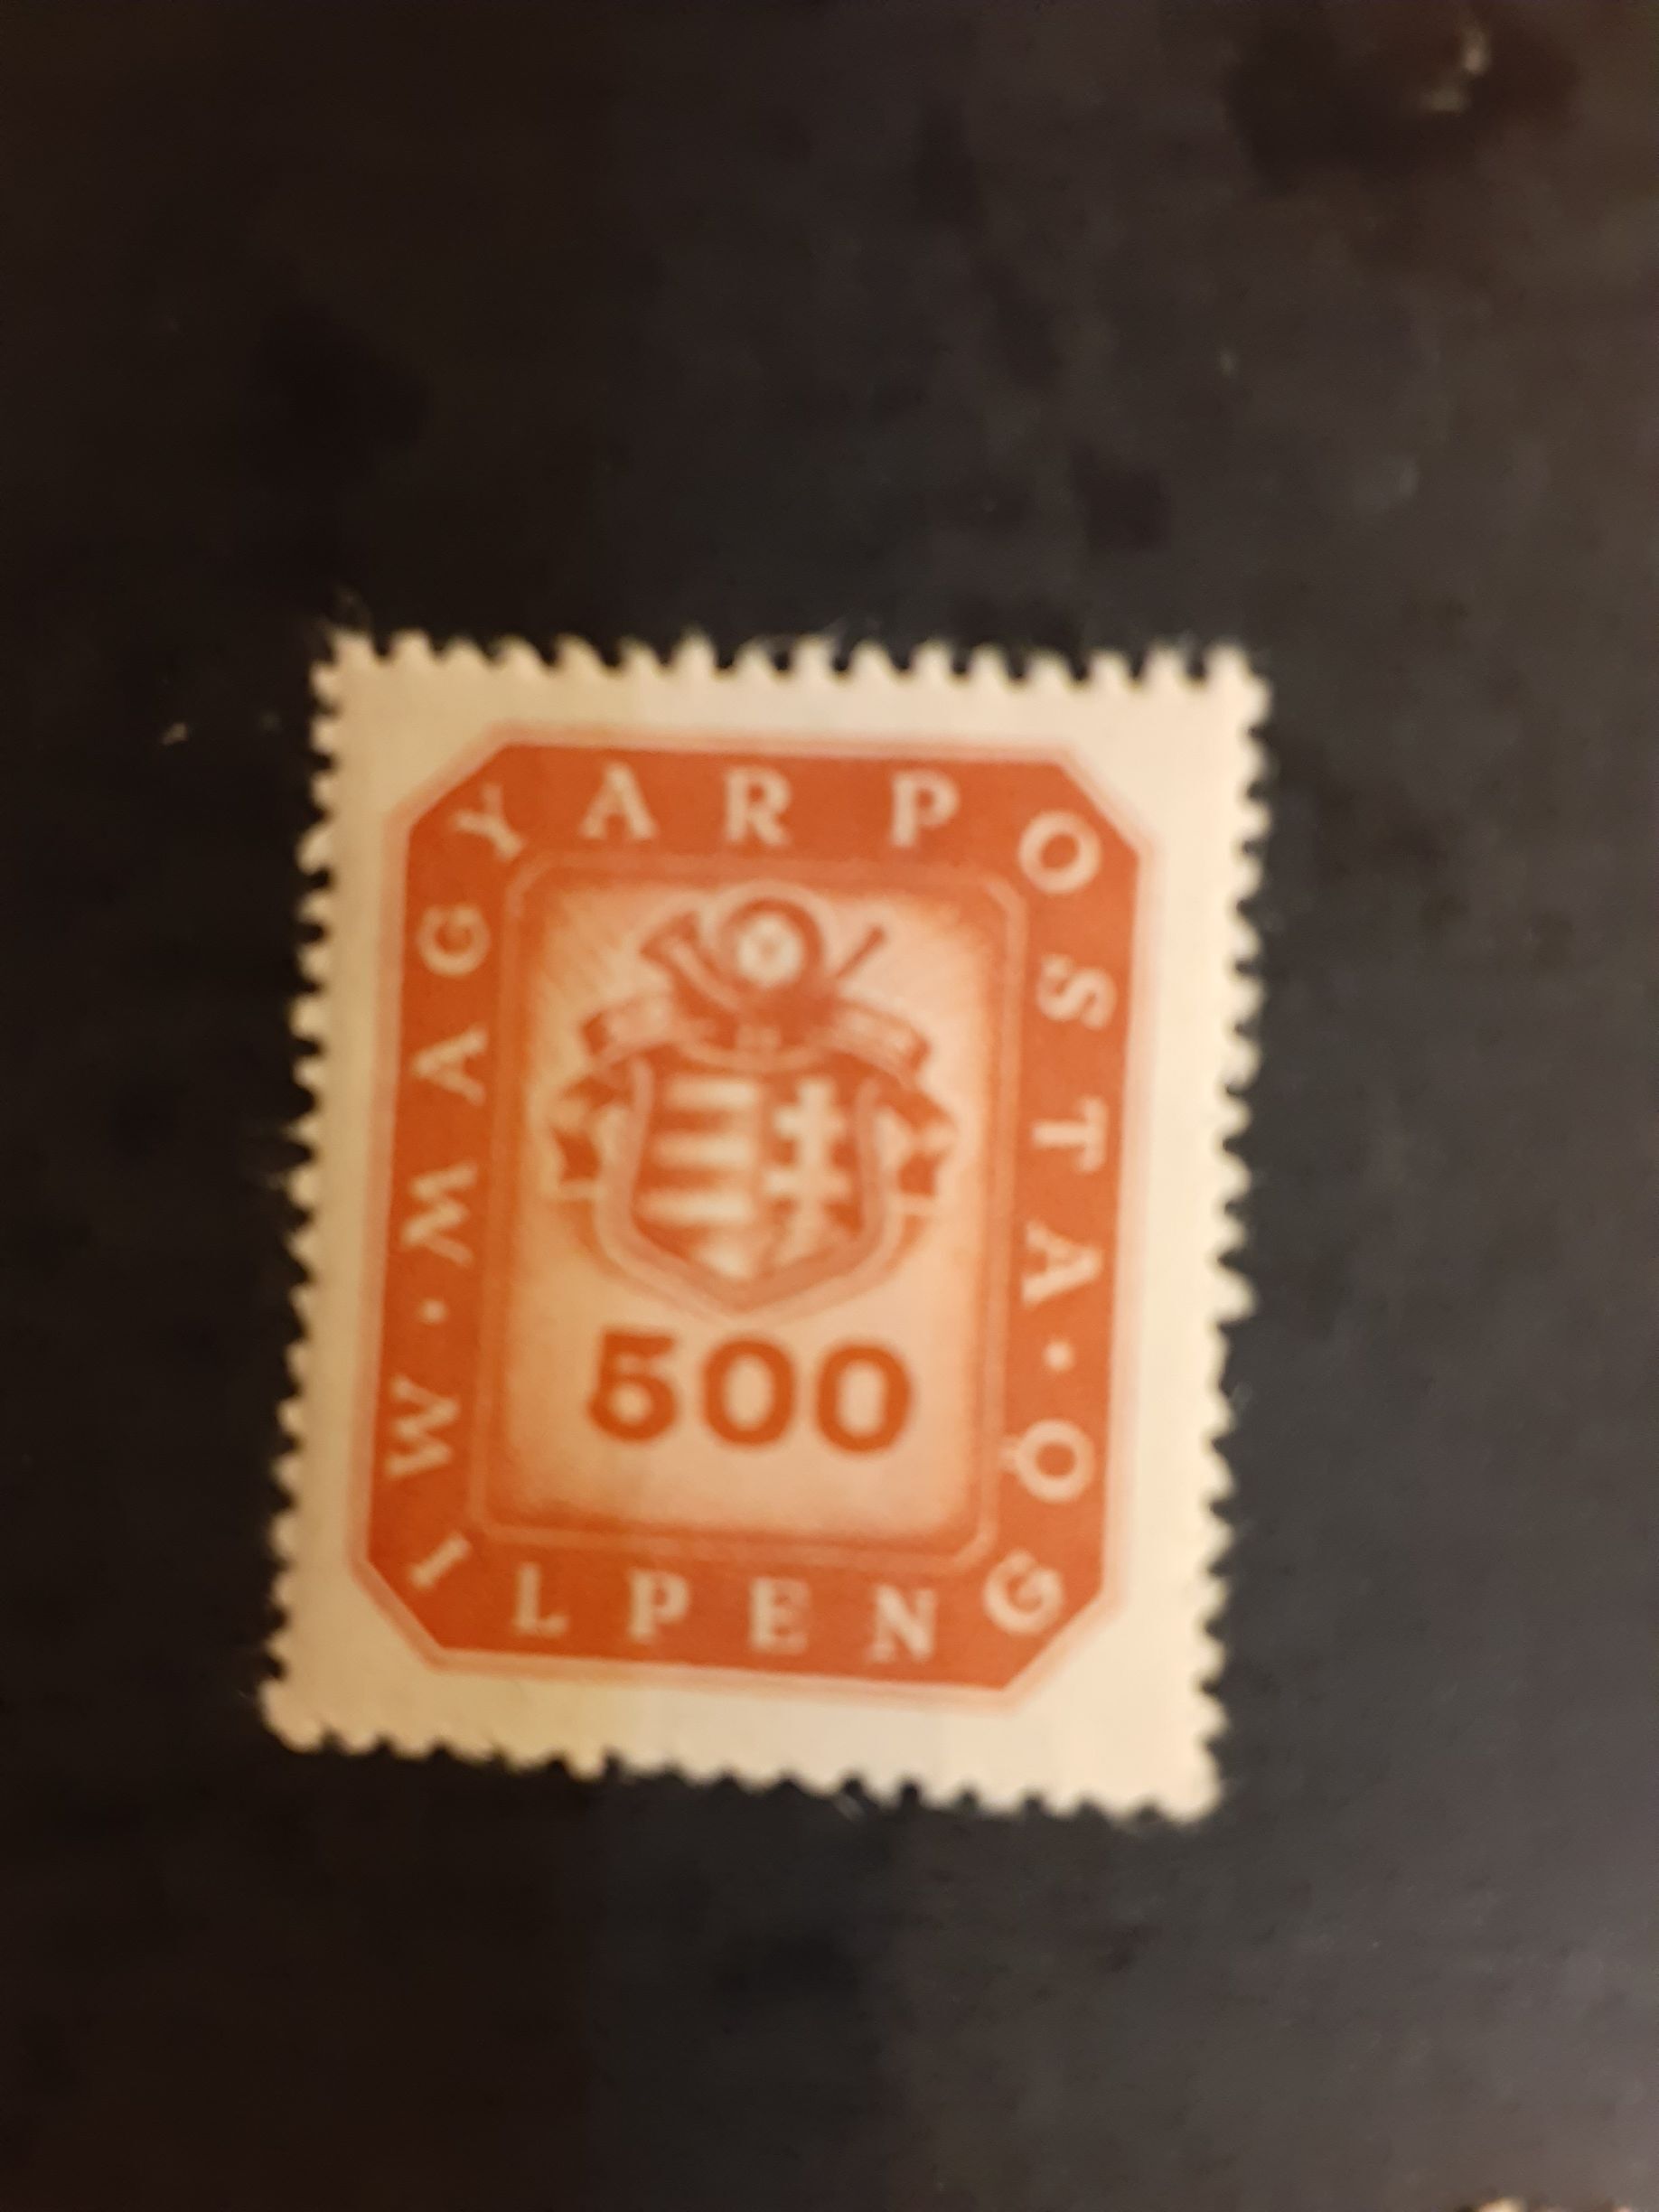 MAGYAR POSTA ·
500
MILPENGŐ ·